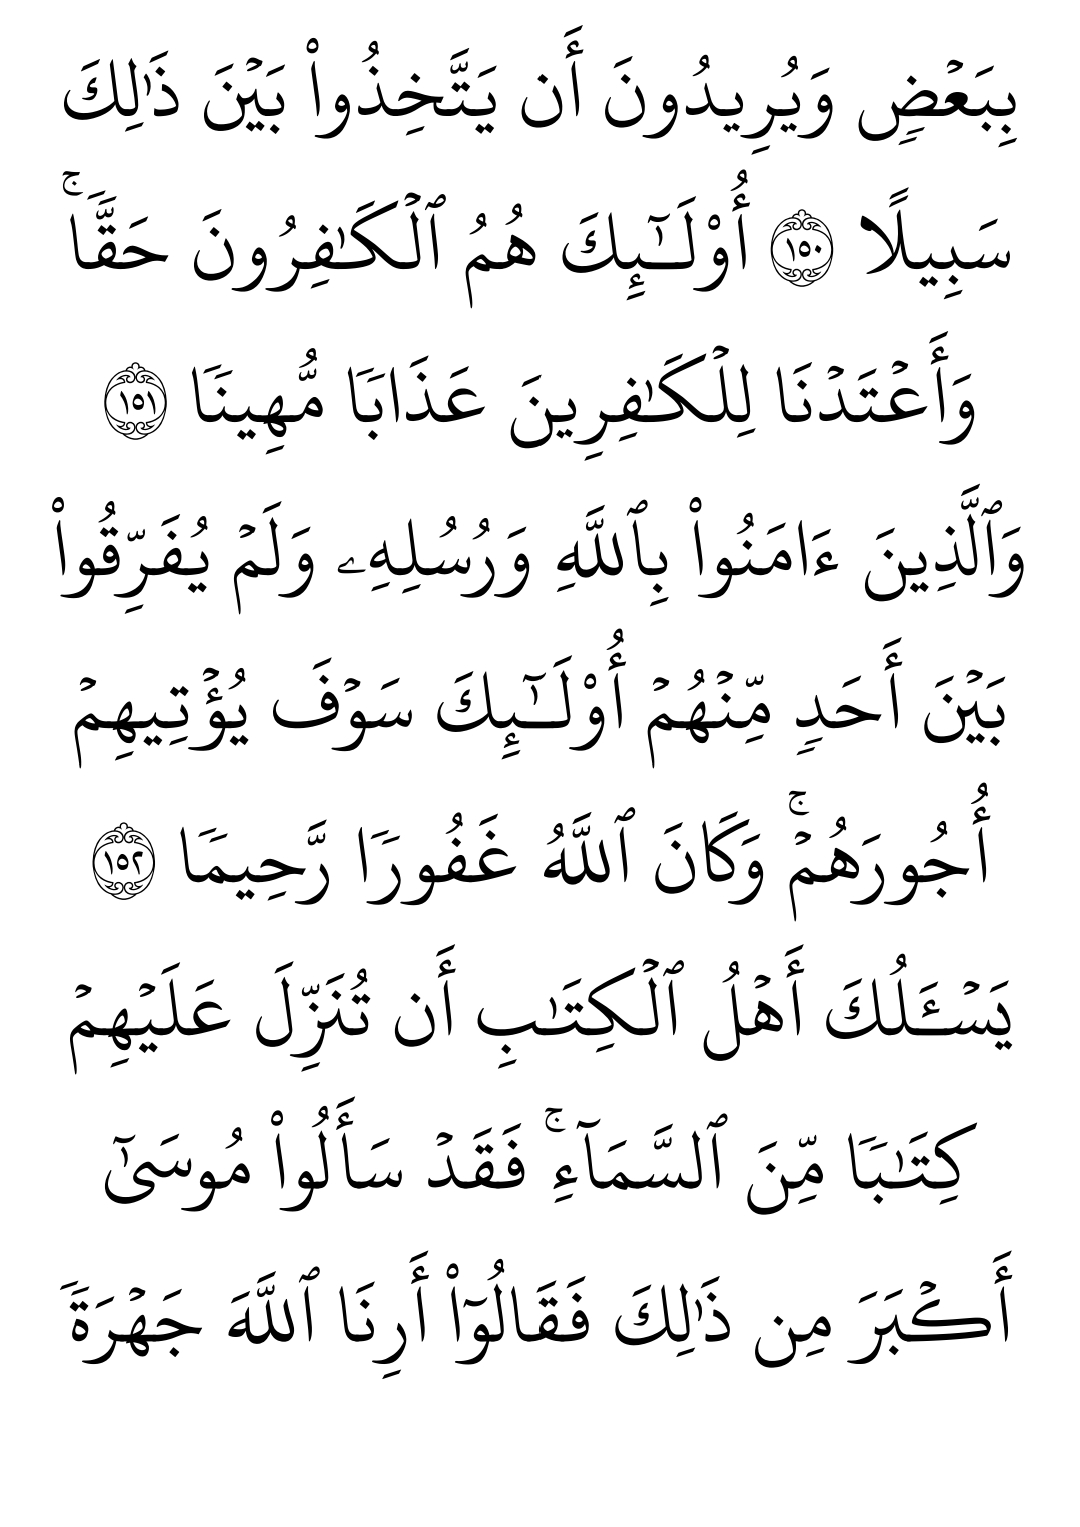 بِبَعۡضٖ وَيُرِيدُونَ أَن يَتَّخِذُواْ بَيۡنَ ذَٰلِكَ
سَبِيلًا ١٥٠ أُوْلَٰٓئِكَ هُمُ ٱلۡكَٰفِرُونَ حَقّٗاۚ
وَأَعۡتَدۡنَا لِلۡكَٰفِرِينَ عَذَابٗا مُّهِينٗا ١٥١
وَٱلَّذِينَ ءَامَنُواْ بِٱللَّهِ وَرُسُلِهِۦ وَلَمۡ يُفَرِّقُواْ
بَيۡنَ أَحَدٖ مِّنۡهُمۡ أُوْلَٰٓئِكَ سَوۡفَ يُؤۡتِيهِمۡ
أُجُورَهُمۡۚ وَكَانَ ٱللَّهُ غَفُورٗا رَّحِيمٗا ١٥٢
يَسۡـَٔلُكَ أَهۡلُ ٱلۡكِتَٰبِ أَن تُنَزِّلَ عَلَيۡهِمۡ
كِتَٰبٗا مِّنَ ٱلسَّمَآءِۚ فَقَدۡ سَأَلُواْ مُوسَىٰٓ
أَكۡبَرَ مِن ذَٰلِكَ فَقَالُوٓاْ أَرِنَا ٱللَّهَ جَهۡرَةٗ